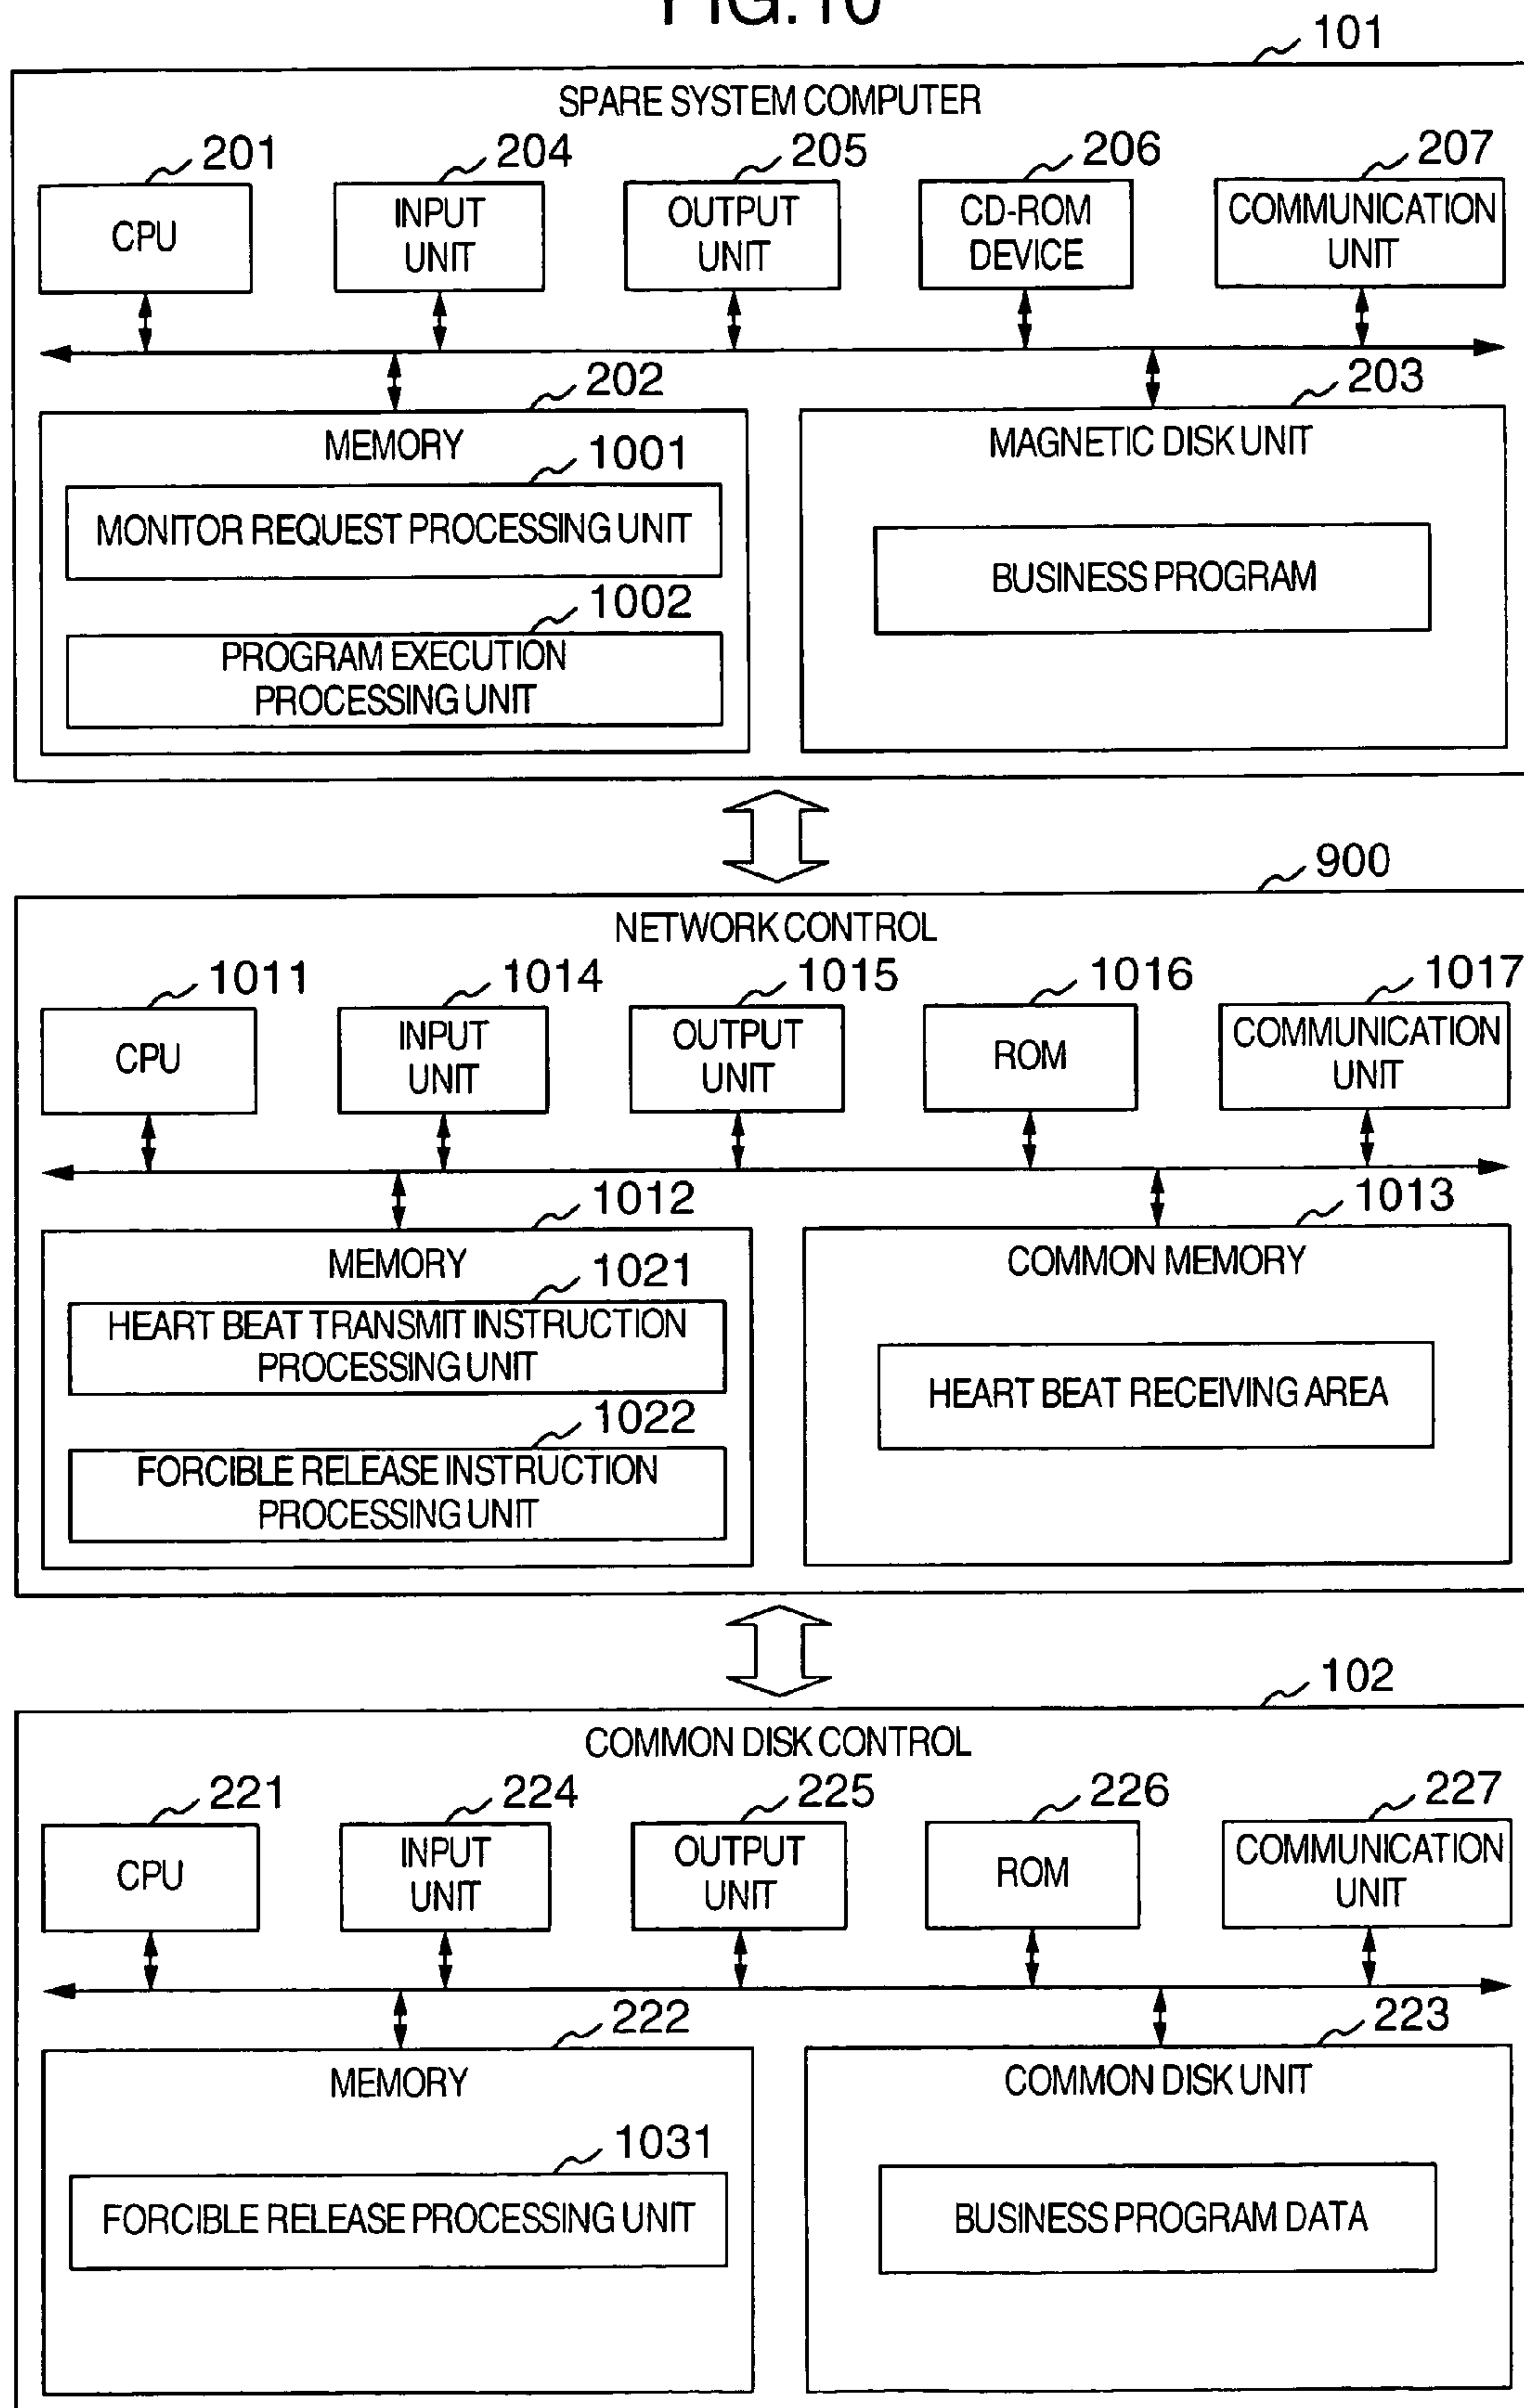 FIG.10
101
SPARE SYSTEM COMPUTER
201
204
205
206
207
CPU
INPUT
UNIT
OUTPUT
UNIT
CD-ROM
DEVICE
COMMUNICATION
UNIT
202
203
MEMORY
1001
MONITOR REQUEST PROCESSING UNIT
1002
PROGRAM EXECUTION
PROCESSING UNIT
MAGNETIC DISK UNIT
BUSINESS PROGRAM
900
NETWORK CONTROL
1011
1014
1015
1016
1017
CPU
INPUT
UNIT
OUTPUT
UNIT
ROM
COMMUNICATION
UNIT
1012
1013
MEMORY
1021
HEART BEAT TRANSMIT INSTRUCTION
PROCESSING UNIT
1022
FORCIBLE RELEASE INSTRUCTION
PROCESSING UNIT
COMMON MEMORY
HEART BEAT RECEIVING AREA
102
COMMON DISK CONTROL
221
224
225
226
227
CPU
INPUT
UNIT
OUTPUT
UNIT
ROM
COMMUNICATION
UNIT
222
223
MEMORY
1031
FORCIBLE RELEASE PROCESSING UNIT
COMMON DISK UNIT
BUSINESS PROGRAM DATA